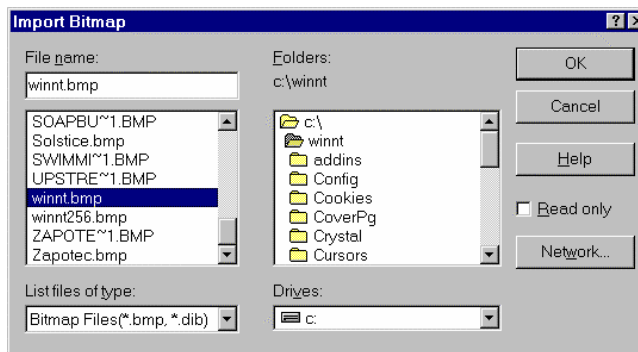 Import Bitmap
File name:
winnt.bmp
SOAPBU~1.BMP
Solstice.bmp
SWIMMI~1.BMP
UPSTRE~1.BMP
winnt.bmp
winnt256.bmp
ZAPOTE~1.BMP
Zapotec.bmp
List files of type:
Bitmap Files(*.bmp, *.dib)
Folders:
c:\winnt
c:\
winnt
addins
Config
Cookies
CoverPg
Crystal
Cursors
Drives:
c:
OK
Cancel
Help
Read only
Network...